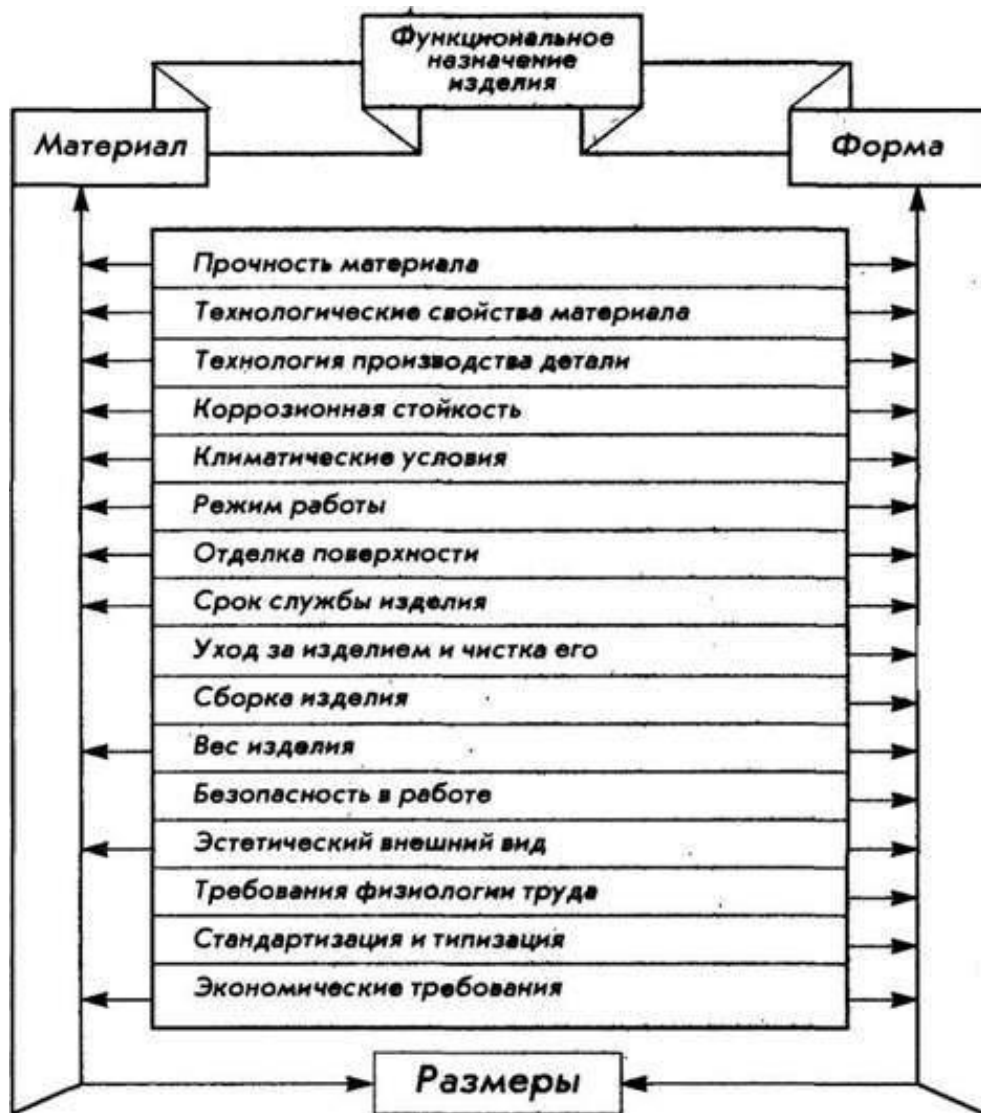 Функциональное
назначение
изделия
Материал
Форма
Прочность материала
Технологические свойства материала
Технология производства детали
Коррозионная стойкость
Климатические условия
Режим работы
Отделка поверхности
Срок службы изделия
Уход за изделием и чистка его
Сборка изделия
Вес изделия
Безопасность в работе
Эстетический внешний вид
Требования физиологии труда
Стандартизация и типизация
Экономические требования
Размеры